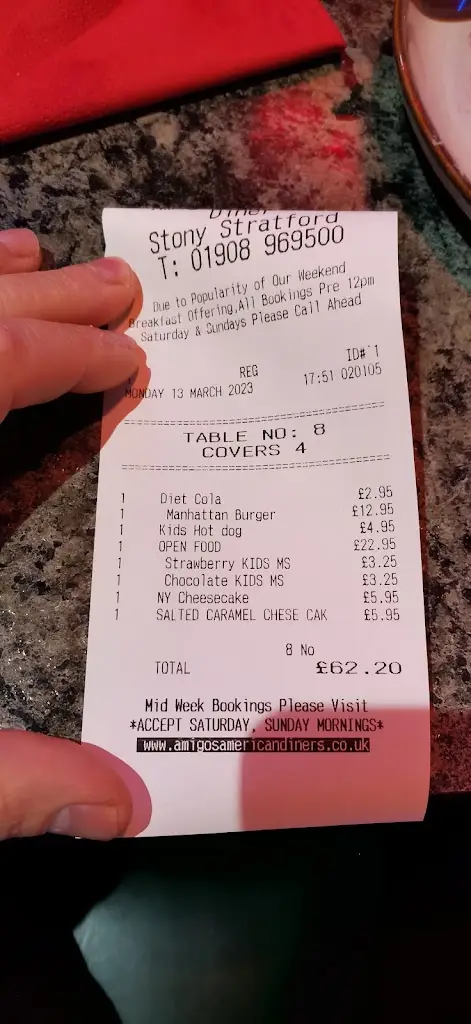 Diner
Stony Stratford
T: 01908 969500
Due to Popularity of Our Weekend
Breakfast Offering,All Bookings Pre 12pm
Saturday & Sundays Please Call Ahead
REG ID# 1
MONDAY 13 MARCH 2023 17:51 020105
TABLE NO: 8
COVERS 4
1 Diet Cola £2.95
1 Manhattan Burger £12.95
1 Kids Hot dog £4.95
1 OPEN FOOD £22.95
1 Strawberry KIDS MS £3.25
1 Chocolate KIDS MS £3.25
1 NY Cheesecake £5.95
1 SALTED CARAMEL CHESE CAK £5.95
8 No
TOTAL £62.20
Mid Week Bookings Please Visit
*ACCEPT SATURDAY, SUNDAY MORNINGS*
www.amigosamericandiners.co.uk